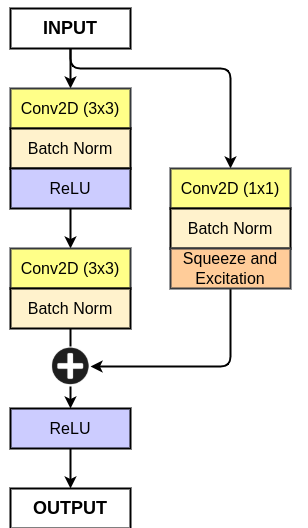 INPUT
Conv2D (3x3)
Batch Norm
ReLU
Conv2D (3x3)
Batch Norm
Conv2D (1x1)
Batch Norm
Squeeze and
Excitation
ReLU
OUTPUT